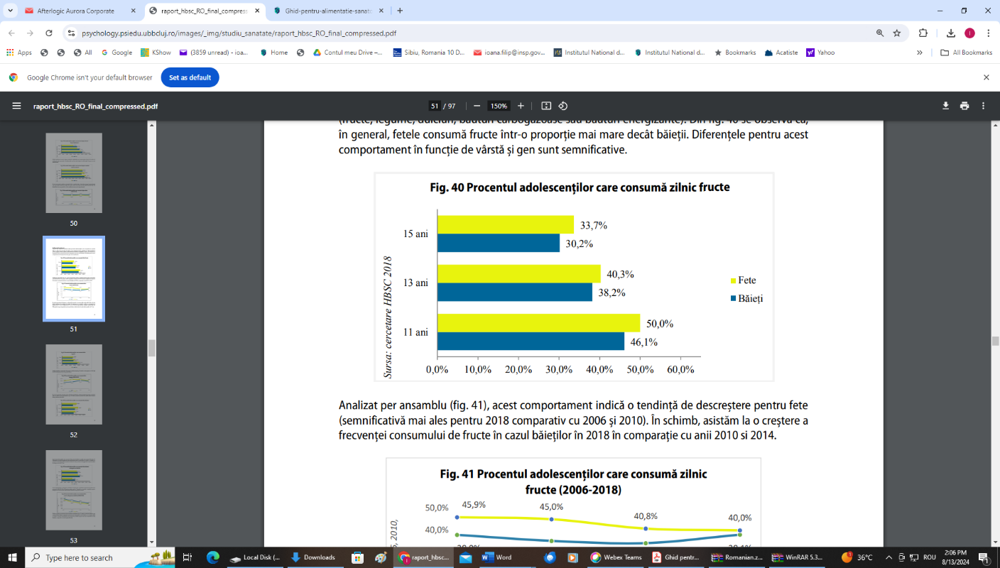 Afterlogic Aurora Corporate
raport_hbsc_RO_final_compress
Ghid-pentru-alimentatie-sanat
psychology.psiedu.ubbcluj.ro/images/_img/studiu_sanatate/raport_hbsc_RO_final_compressed.pdf
Apps
All
Google
KShow
(3859 unread) - ioa...
Home
Contul meu Drive –...
Sibiu, Romania 10 D...
ioana.filip@insp.gov...
Institutul National d...
Institutul National d...
Bookmarks
Acatiste
Yahoo
»
All Bookmarks
Google Chrome isn't your default browser
Set as default
raport_hbsc_RO_final_compressed.pdf
51 / 97
150%
50
51
52
53
(fructe, legume, dulciuri, băuturi carbogazoase sau băuturi energizante). Din fig. 40 se observă că,
în general, fetele consumă fructe într-o proporție mai mare decât băieții. Diferențele pentru acest
comportament în funcție de vârstă și gen sunt semnificative.
Fig. 40 Procentul adolescenților care consumă zilnic fructe
Sursa: cercetare HBSC 2018
15 ani
33,7%
30,2%
13 ani
40,3%
38,2%
11 ani
50,0%
46,1%
Fete
Băieți
0,0% 10,0% 20,0% 30,0% 40,0% 50,0% 60,0%
Analizat per ansamblu (fig. 41), acest comportament indică o tendință de descreștere pentru fete
(semnificativă mai ales pentru 2018 comparativ cu 2006 și 2010). În schimb, asistăm la o creștere a
frecvenței consumului de fructe în cazul băieților în 2018 în comparație cu anii 2010 si 2014.
Fig. 41 Procentul adolescenților care consumă zilnic
fructe (2006-2018)
50,0%
45,9%
45,0%
40,8%
40,0%
40,0%
2010,
Type here to search
Local Disk (...
Downloads
raport_hbsc...
Word
Webex Teams
Ghid pentr...
Romanian.z...
WinRAR 5.3...
36°C
ROU
2:06 PM
8/13/2024